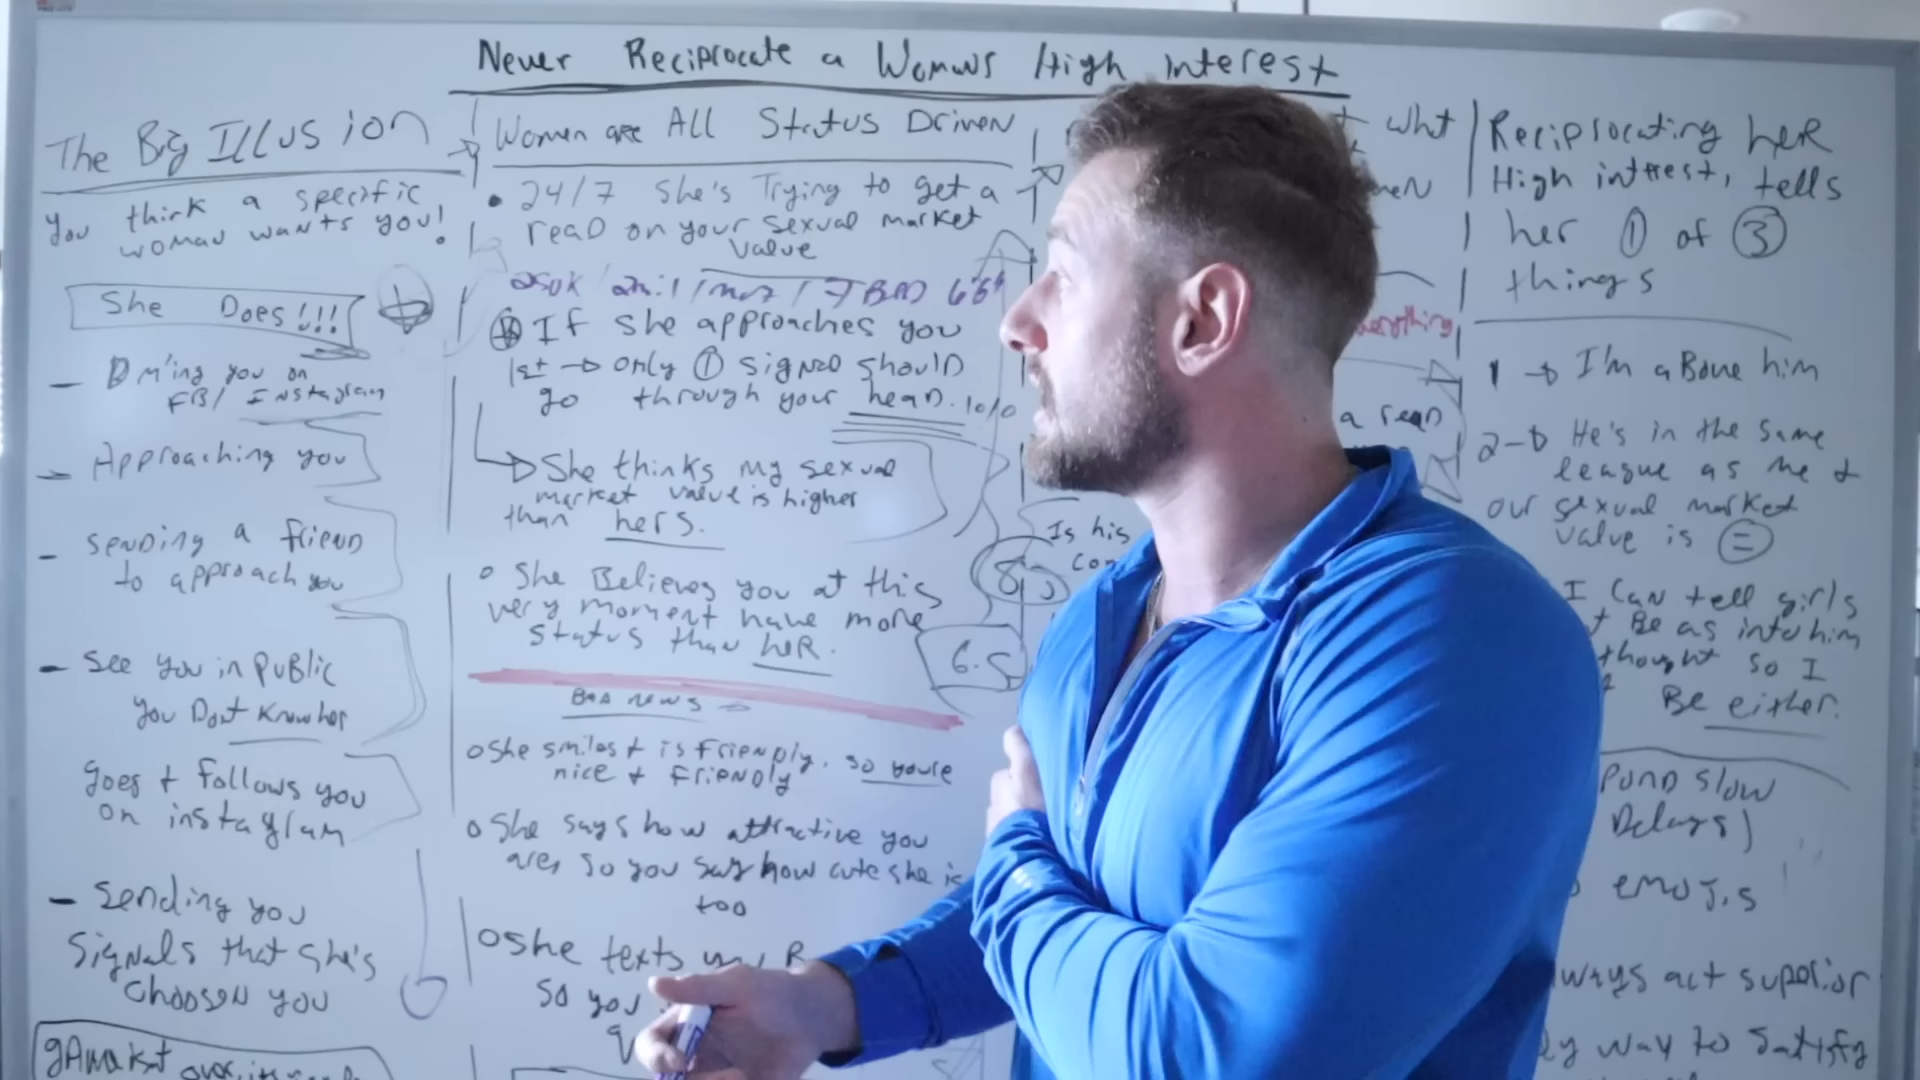 Never Reciprocate a Womans High Interest
The Big Illusion
you think a specific
woman wants you!
She Does!!!
- DM'ing you on
FB/ Instagram
- Approaching you
- sending a friend
to approach you
- see you in public
you Dont Know her
goes + follows you
on instagram
- Sending you
Signals that she's
choosen you
Women are All Status Driven
• 24/7 She's Trying to get a
read on your sexual market
Value
If she approaches you
1st → only 1 signal should
go through your head.
She thinks my sexual
market value is higher
than hers.
o She Believes you at this
very moment have more
status than her.
Bad news →
o She smiles + is friendly, so youre
nice + friendly
o She says how attractive you
are, so you say how cute she is
too
o she texts
so you
what
everything
a read
Is his
8.5
6.5
Reciprocating her
High interest, tells
her 1 of 3
things
1 → I'm above him
2 → He's in the same
league as me +
our sexual market
value is =
I can tell girls
Be as into him
thought so I
Be either.
slow
Delays)
emojis
act superior
way to satisfy